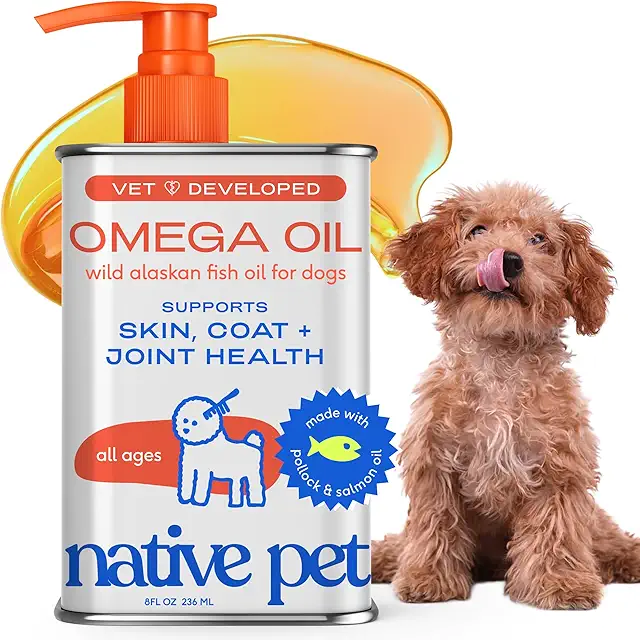 VET DEVELOPED
OMEGA OIL
wild alaskan fish oil for dogs
SUPPORTS
SKIN, COAT +
JOINT HEALTH
all ages
made with
pollock & salmon oil
native pet
8FL OZ 236 ML